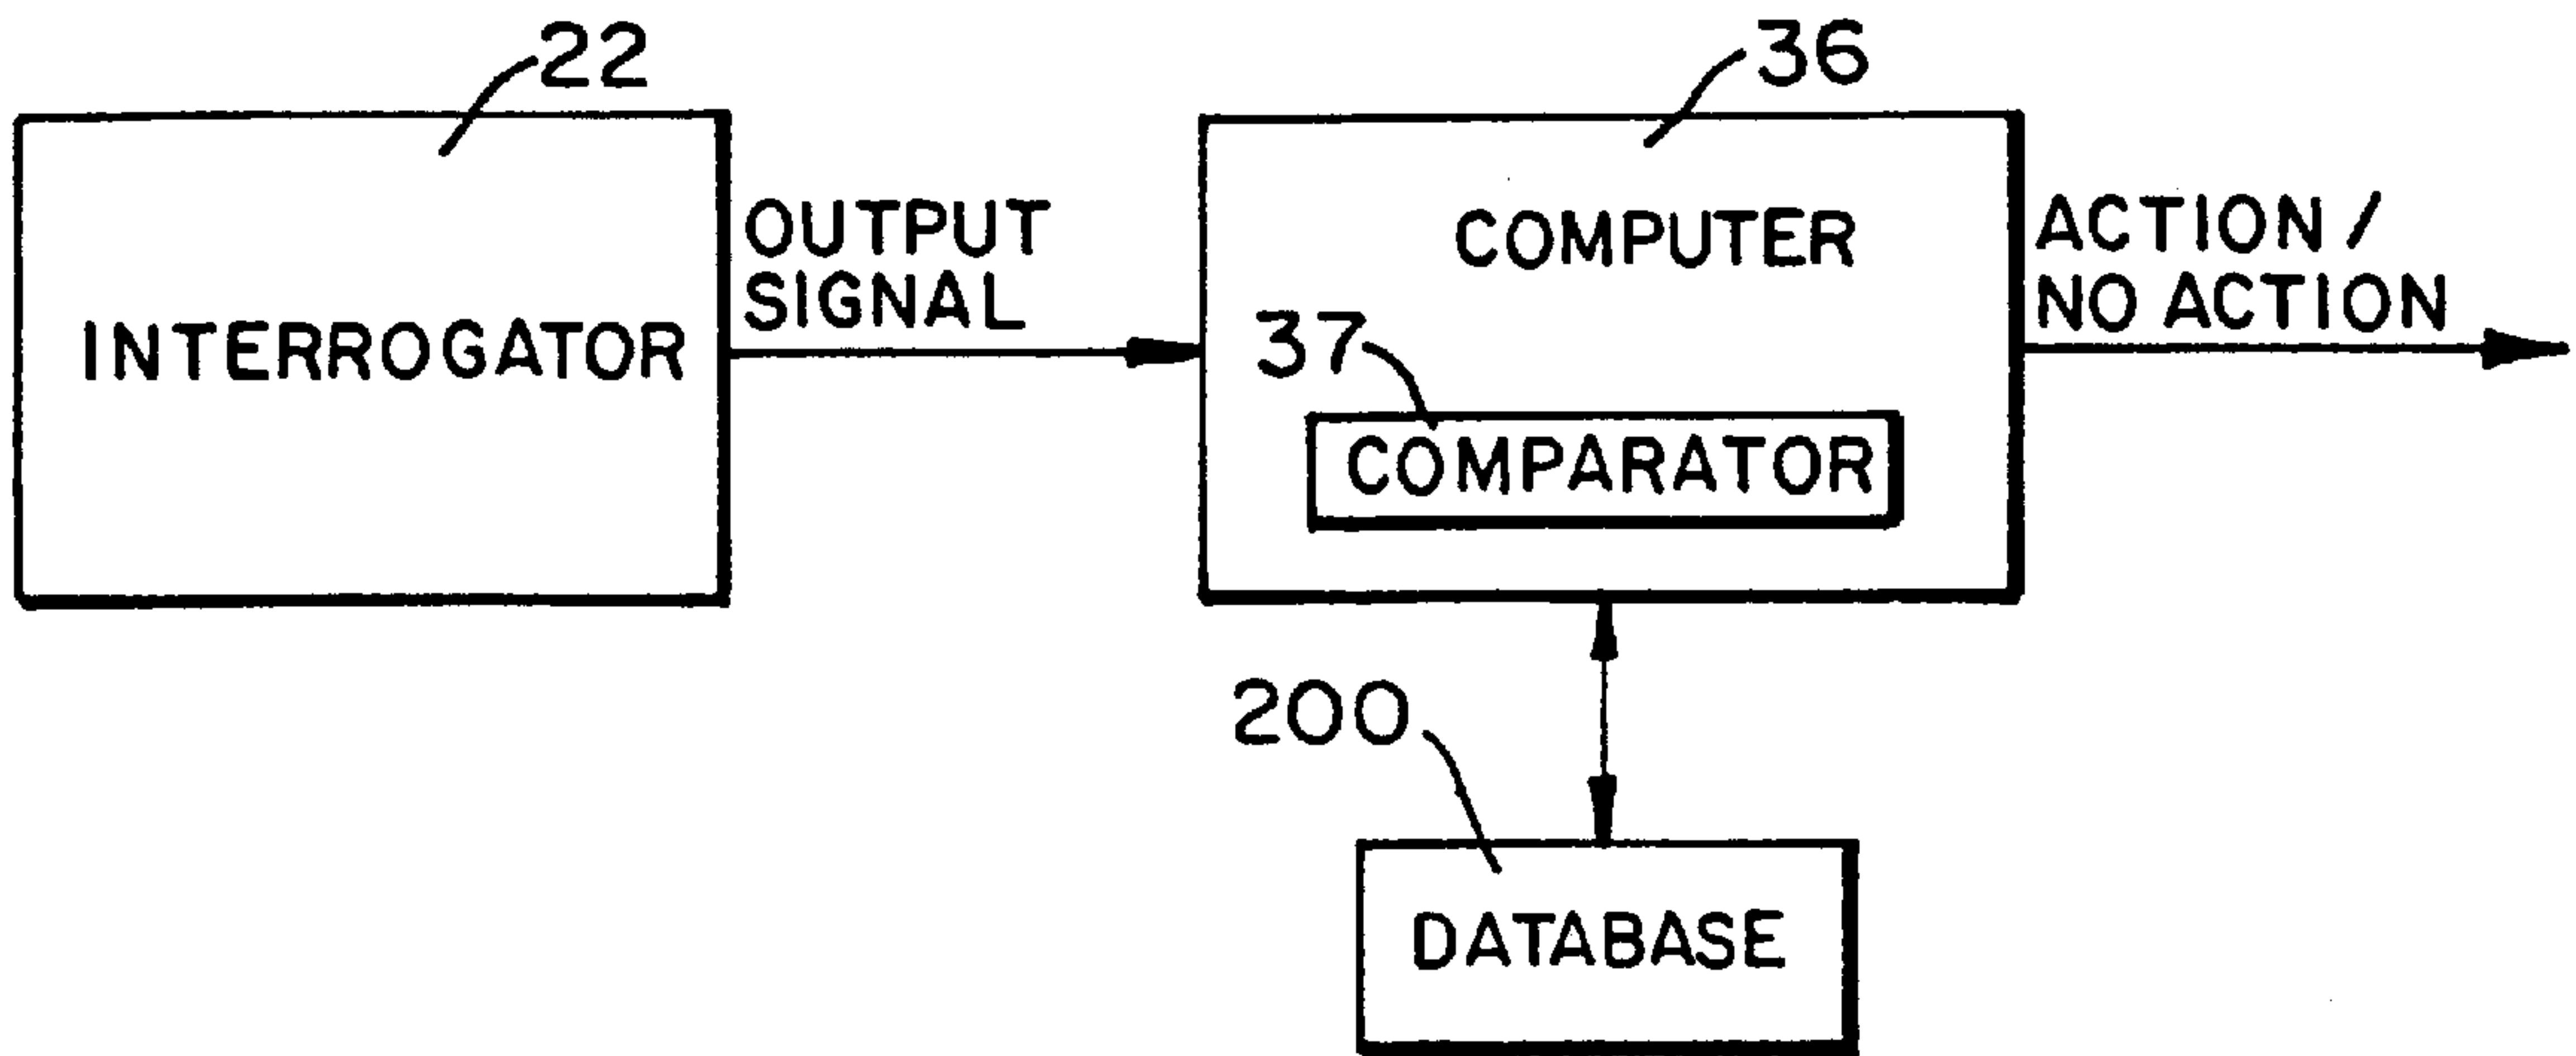 22
36
INTERROGATOR
OUTPUT
SIGNAL
COMPUTER
37
COMPARATOR
ACTION /
NO ACTION
200
DATABASE